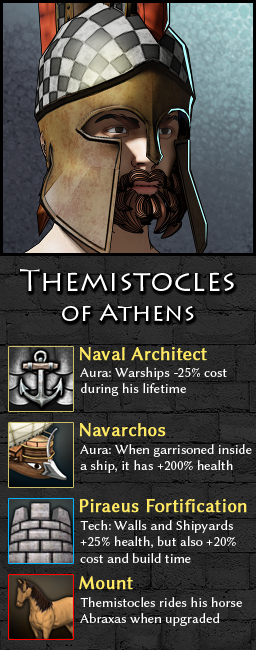 Themistocles
of Athens
Naval Architect
Aura: Warships -25% cost
during his lifetime
Navarchos
Aura: When garrisoned inside
a ship, it has +200% health
Piraeus Fortification
Tech: Walls and Shipyards
+25% health, but also +20%
cost and build time
Mount
Themistocles rides his horse
Abraxas when upgraded